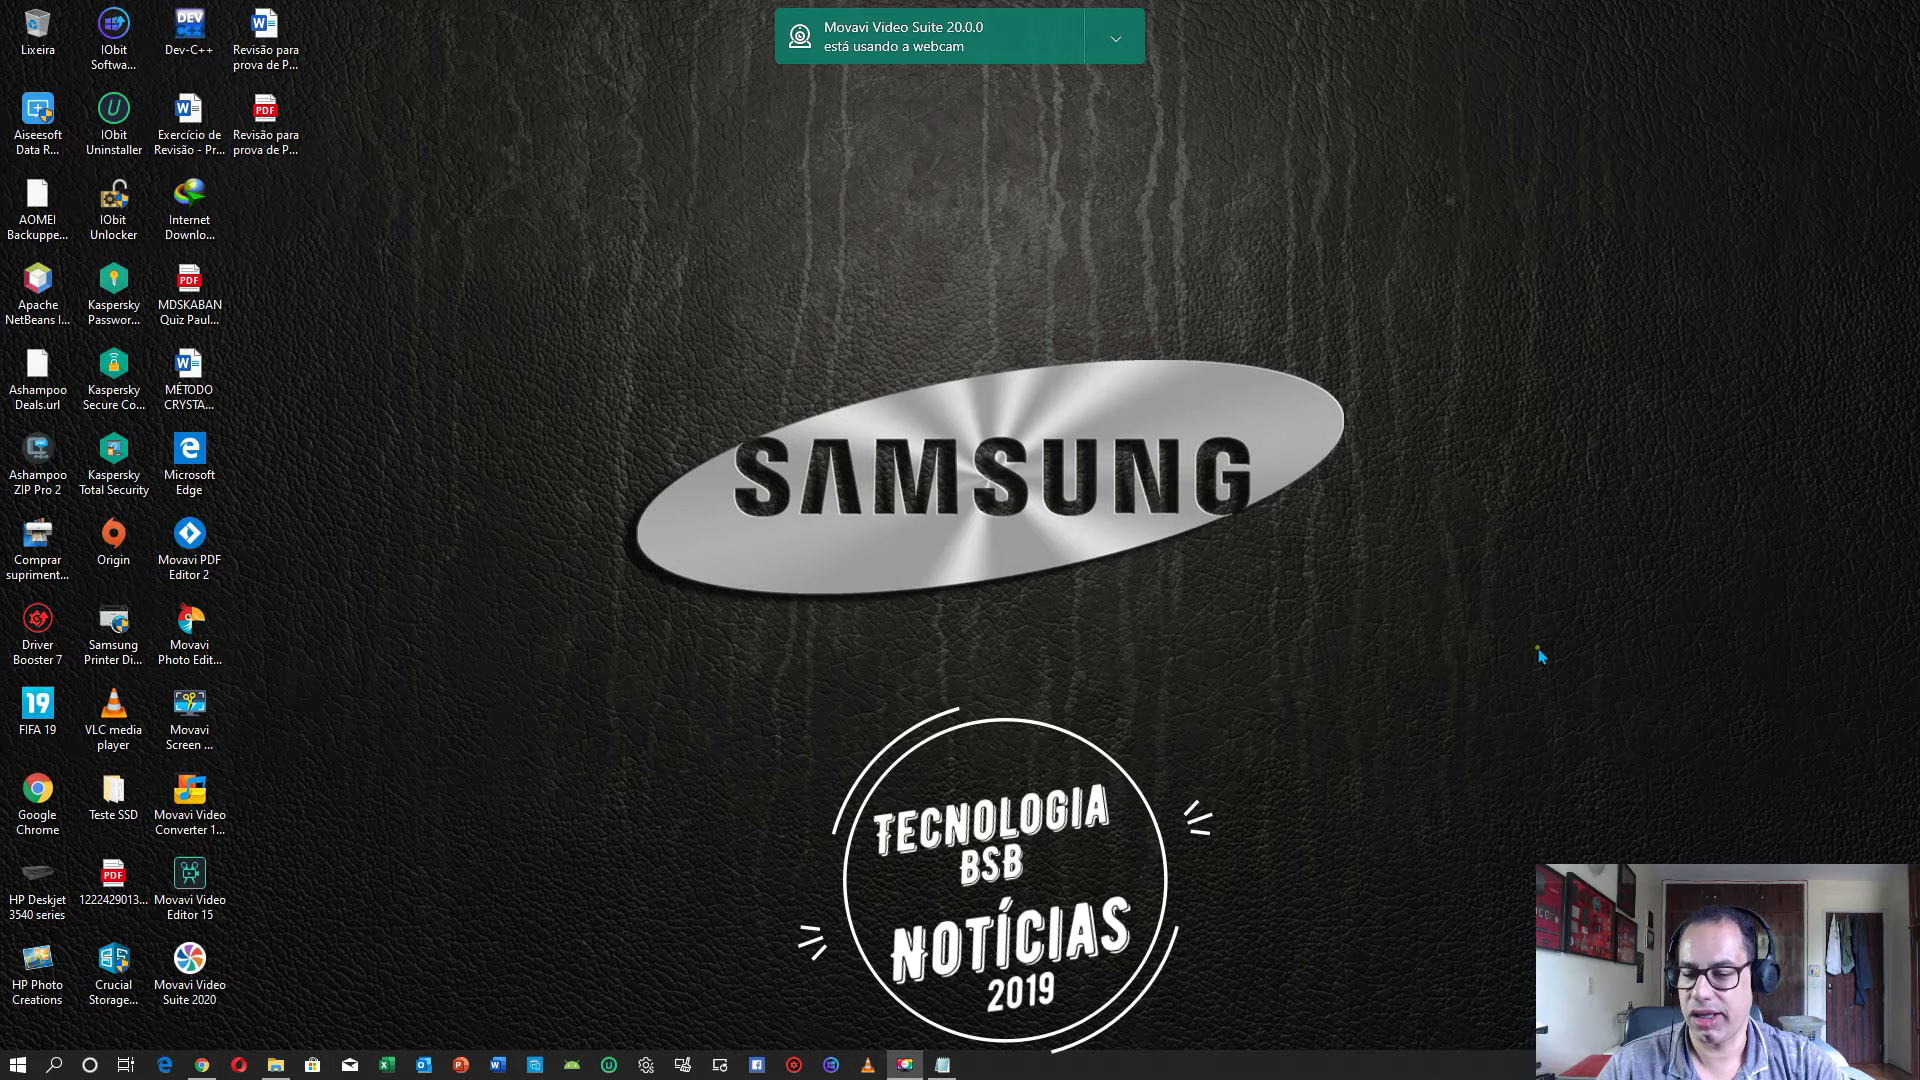 Movavi Video Suite 20.0.0
está usando a webcam
Lixeira
IObit
Softwa...
DEV
C++
Dev-C++
Revisão para
prova de P...
Aiseesoft
Data R...
IObit
Uninstaller
Exercício de
Revisão - Pr...
PDF
Revisão para
prova de P...
AOMEI
Backuppe...
IObit
Unlocker
Internet
Downlo...
Apache
NetBeans I...
Kaspersky
Passwor...
PDF
MDSKABAN
Quiz Paul...
Ashampoo
Deals.url
Kaspersky
Secure Co...
MÉTODO
CRYSTA...
Ashampoo
ZIP Pro 2
Kaspersky
Total Security
Microsoft
Edge
Comprar
supriment...
Origin
Movavi PDF
Editor 2
Driver
Booster 7
Samsung
Printer Di...
Movavi
Photo Edit...
19
FIFA 19
VLC media
player
Movavi
Screen ...
Google
Chrome
Teste SSD
Movavi Video
Converter 1...
HP Deskjet
3540 series
PDF
1222429013...
Movavi Video
Editor 15
HP Photo
Creations
Crucial
Storage...
Movavi Video
Suite 2020
SAMSUNG
TECNOLOGIA
BSB
NOTÍCIAS
2019